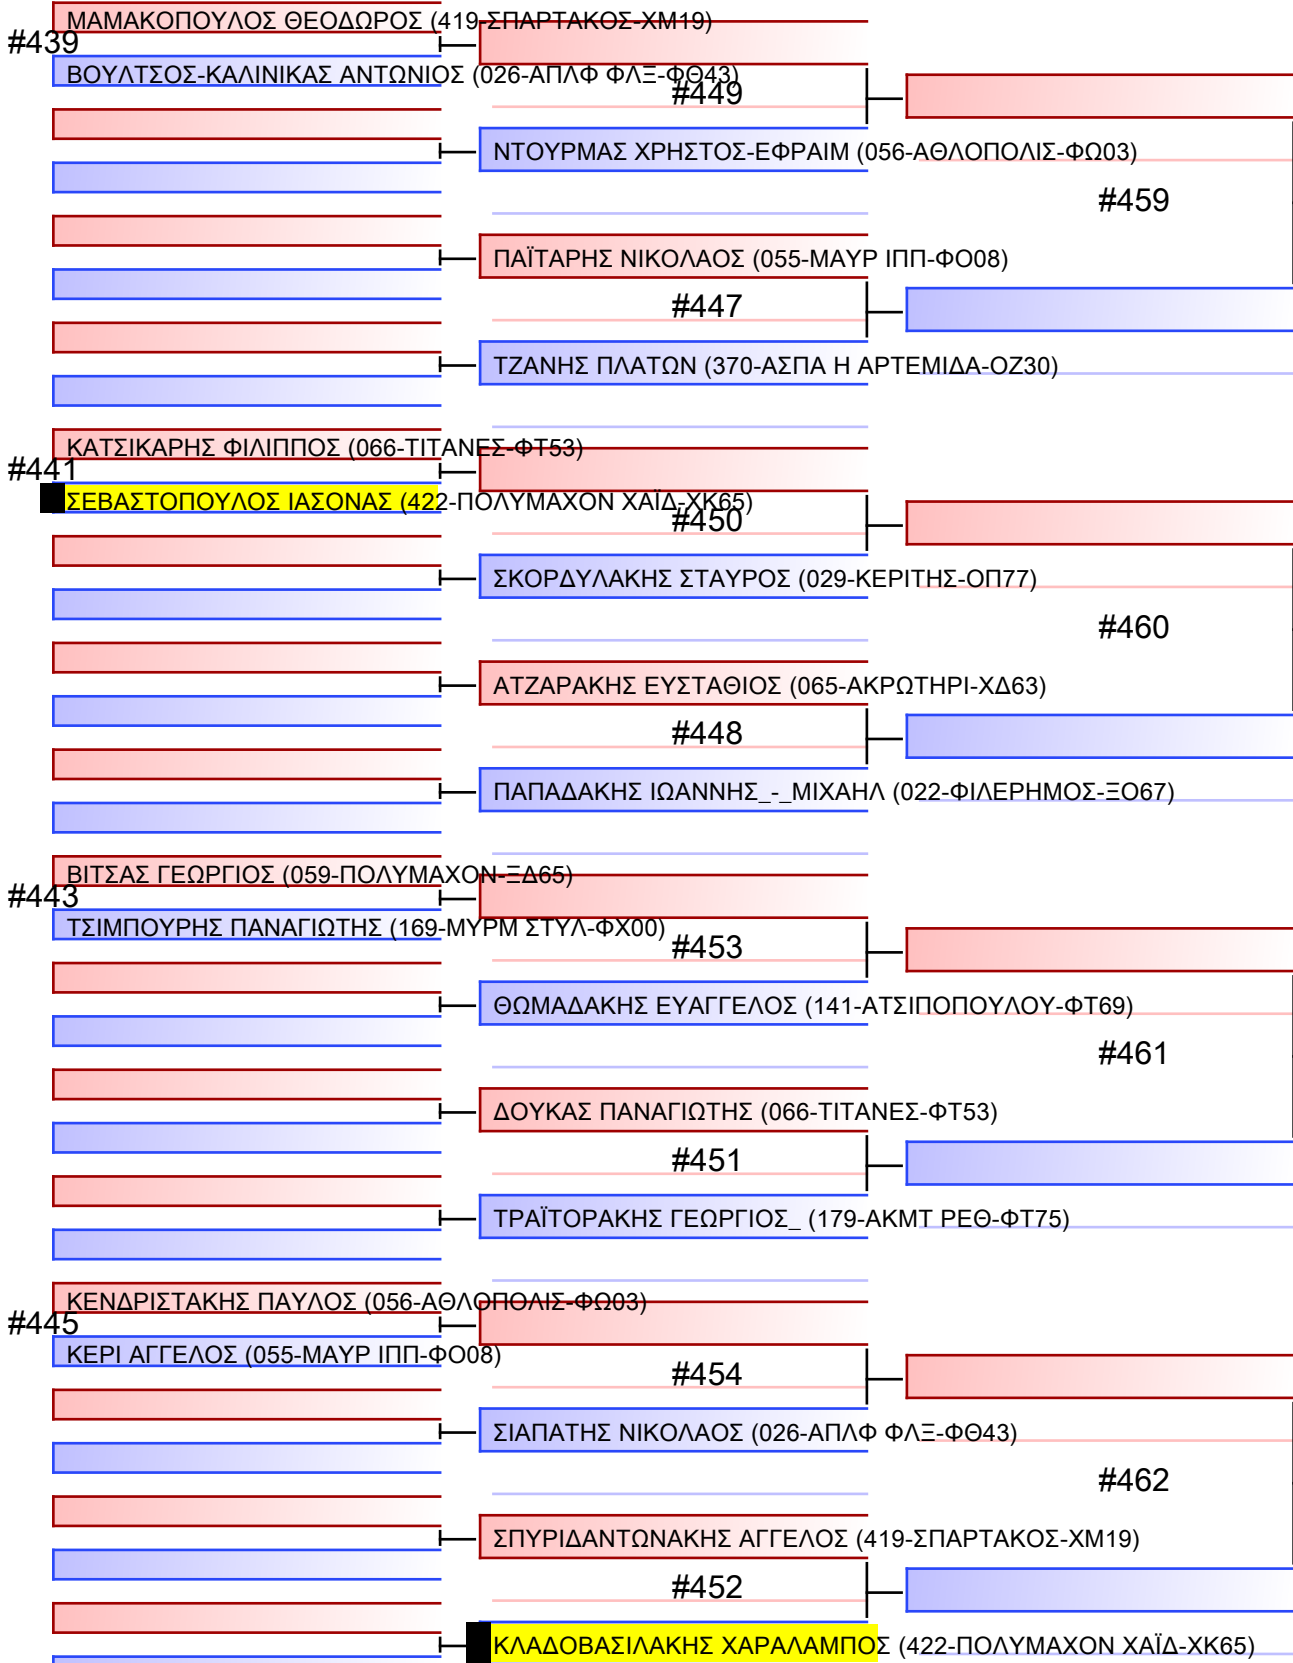 ΜΑΜΑΚΟΠΟΥΛΟΣ ΘΕΟΔΩΡΟΣ (419-ΣΠΑΡΤΑΚΟΣ-ΧΜ19)
#439
ΒΟΥΛΤΣΟΣ-ΚΑΛΙΝΙΚΑΣ ΑΝΤΩΝΙΟΣ (026-ΑΠΛΦ ΦΛΞ-ΦΘ43)
#449
ΝΤΟΥΡΜΑΣ ΧΡΗΣΤΟΣ-ΕΦΡΑΙΜ (056-ΑΘΛΟΠΟΛΙΣ-ΦΩ03)
#459
ΠΑΪΤΑΡΗΣ ΝΙΚΟΛΑΟΣ (055-ΜΑΥΡ ΙΠΠ-ΦΟ08)
#447
ΤΖΑΝΗΣ ΠΛΑΤΩΝ (370-ΑΣΠΑ Η ΑΡΤΕΜΙΔΑ-ΟΖ30)
ΚΑΤΣΙΚΑΡΗΣ ΦΙΛΙΠΠΟΣ (066-ΤΙΤΑΝΕΣ-ΦΤ53)
#441
ΣΕΒΑΣΤΟΠΟΥΛΟΣ ΙΑΣΟΝΑΣ (422-ΠΟΛΥΜΑΧΟΝ ΧΑΪΔ-ΧΚ65)
#450
ΣΚΟΡΔΥΛΑΚΗΣ ΣΤΑΥΡΟΣ (029-ΚΕΡΙΤΗΣ-ΟΠ77)
#460
ΑΤΖΑΡΑΚΗΣ ΕΥΣΤΑΘΙΟΣ (065-ΑΚΡΩΤΗΡΙ-ΧΔ63)
#448
ΠΑΠΑΔΑΚΗΣ ΙΩΑΝΝΗΣ_-_ΜΙΧΑΗΛ (022-ΦΙΛΕΡΗΜΟΣ-ΞΟ67)
ΒΙΤΣΑΣ ΓΕΩΡΓΙΟΣ (059-ΠΟΛΥΜΑΧΟΝ-ΞΔ65)
#443
ΤΣΙΜΠΟΥΡΗΣ ΠΑΝΑΓΙΩΤΗΣ (169-ΜΥΡΜ ΣΤΥΛ-ΦΧ00)
#453
ΘΩΜΑΔΑΚΗΣ ΕΥΑΓΓΕΛΟΣ (141-ΑΤΣΙΠΟΠΟΥΛΟΥ-ΦΤ69)
#461
ΔΟΥΚΑΣ ΠΑΝΑΓΙΩΤΗΣ (066-ΤΙΤΑΝΕΣ-ΦΤ53)
#451
ΤΡΑΪΤΟΡΑΚΗΣ ΓΕΩΡΓΙΟΣ_ (179-ΑΚΜΤ ΡΕΘ-ΦΤ75)
ΚΕΝΔΡΙΣΤΑΚΗΣ ΠΑΥΛΟΣ (056-ΑΘΛΟΠΟΛΙΣ-ΦΩ03)
#445
ΚΕΡΙ ΑΓΓΕΛΟΣ (055-ΜΑΥΡ ΙΠΠ-ΦΟ08)
#454
ΣΙΑΠΑΤΗΣ ΝΙΚΟΛΑΟΣ (026-ΑΠΛΦ ΦΛΞ-ΦΘ43)
#462
ΣΠΥΡΙΔΑΝΤΩΝΑΚΗΣ ΑΓΓΕΛΟΣ (419-ΣΠΑΡΤΑΚΟΣ-ΧΜ19)
#452
ΚΛΑΔΟΒΑΣΙΛΑΚΗΣ ΧΑΡΑΛΑΜΠΟΣ (422-ΠΟΛΥΜΑΧΟΝ ΧΑΪΔ-ΧΚ65)